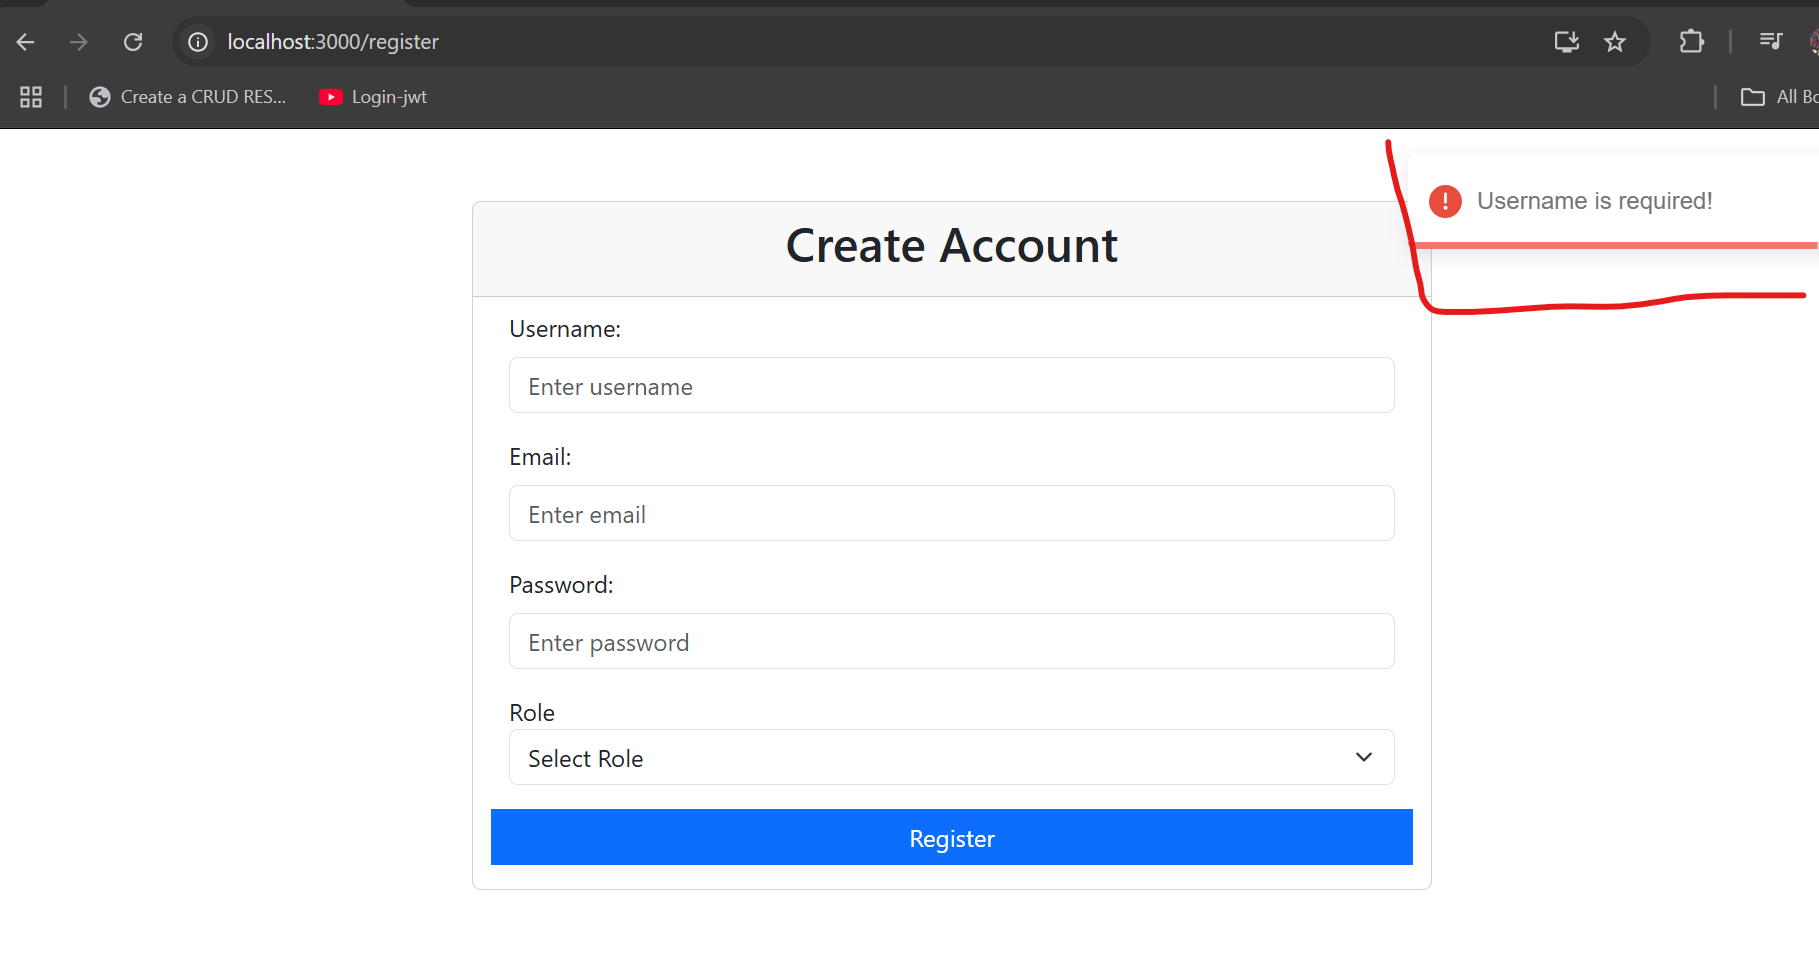 localhost:3000/register
Create a CRUD RES...
Login-jwt
All Bo
Username is required!
Create Account
Username:
Enter username
Email:
Enter email
Password:
Enter password
Role
Select Role
Register